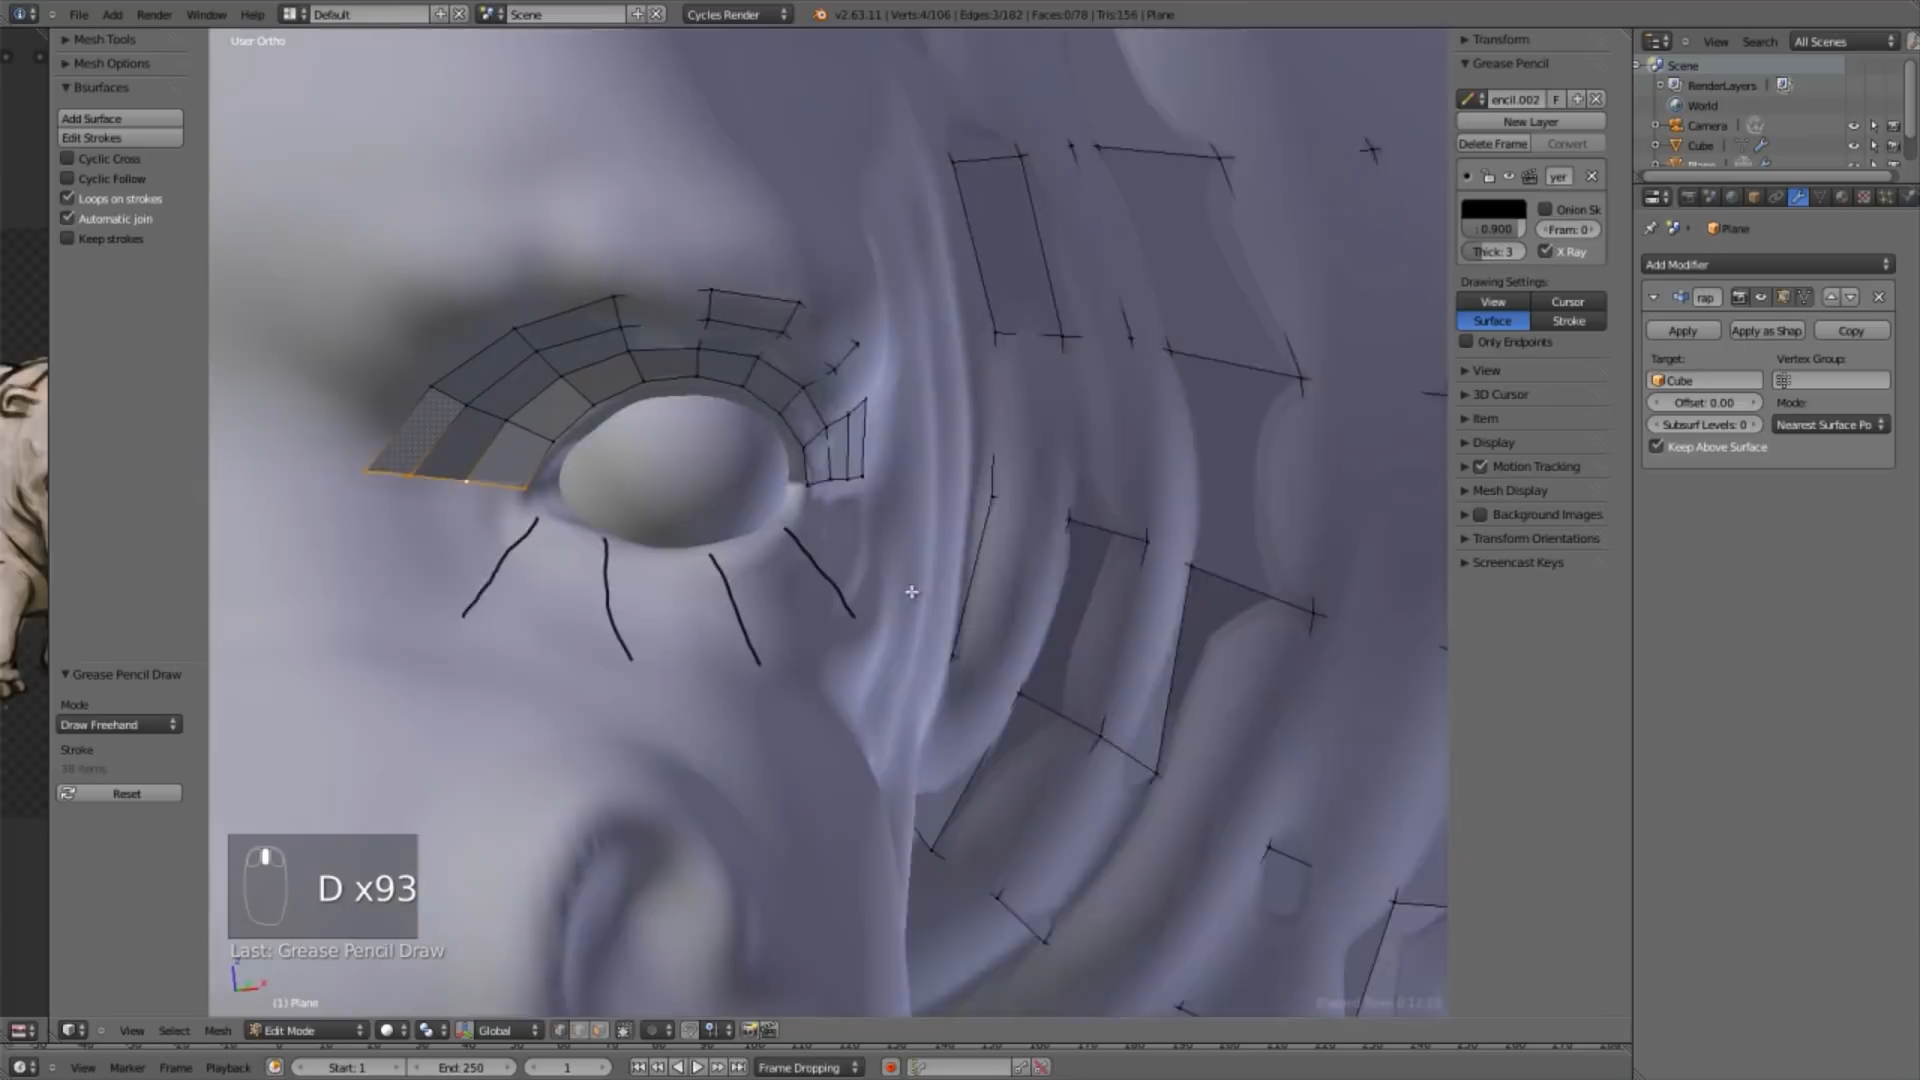 File Add Render Window Help Default Scene Cycles Render v2.63.11 | Verts:4/106 | Edges:3/182 | Faces:0/78 | Tris:156 | Plane
Mesh Tools
Mesh Options
Bsurfaces
Add Surface
Edit Strokes
Cyclic Cross
Cyclic Follow
Loops on strokes
Automatic join
Keep strokes
Grease Pencil Draw
Mode
Draw Freehand
Stroke
38 items
Reset
User Ortho
D x93
Last: Grease Pencil Draw
(1) Plane
Transform
Grease Pencil
encil.002 F
New Layer
Delete Frame Convert
yer
Onion Sk
: 0.900 Fram: 0
Thick: 3 X Ray
Drawing Settings:
View Cursor
Surface Stroke
Only Endpoints
View
3D Cursor
Item
Display
Motion Tracking
Mesh Display
Background Images
Transform Orientations
Screencast Keys
View Search All Scenes
Scene
RenderLayers
World
Camera
Cube
Plane
Add Modifier
rap
Apply Apply as Shap Copy
Target: Vertex Group:
Cube
Offset: 0.00 Mode:
Subsurf Levels: 0 Nearest Surface Po
Keep Above Surface
View Select Mesh Edit Mode Global
View Marker Frame Playback Start: 1 End: 250 1 Frame Dropping